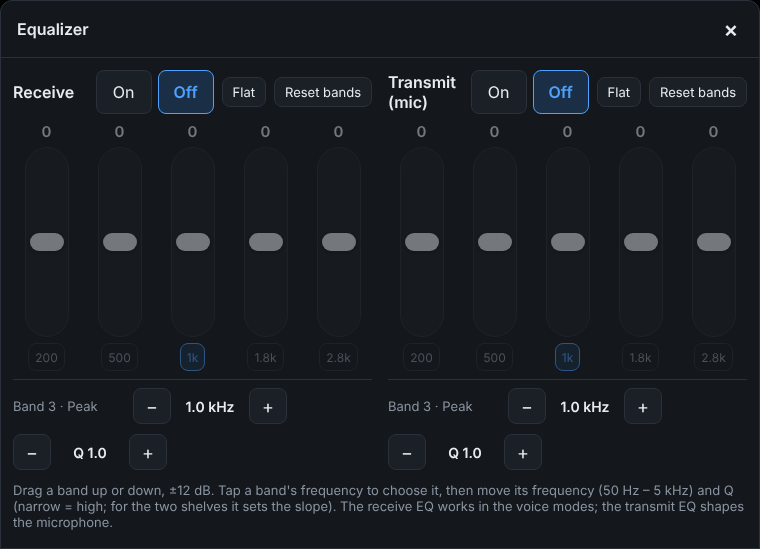 Equalizer ×
Receive On Off Flat Reset bands
0 0 0 0 0
200 500 1k 1.8k 2.8k
Band 3 · Peak − 1.0 kHz +
− Q 1.0 +
Transmit
(mic) On Off Flat Reset bands
0 0 0 0 0
200 500 1k 1.8k 2.8k
Band 3 · Peak − 1.0 kHz +
− Q 1.0 +
Drag a band up or down, ±12 dB. Tap a band's frequency to choose it, then move its frequency (50 Hz – 5 kHz) and Q
(narrow = high; for the two shelves it sets the slope). The receive EQ works in the voice modes; the transmit EQ shapes
the microphone.